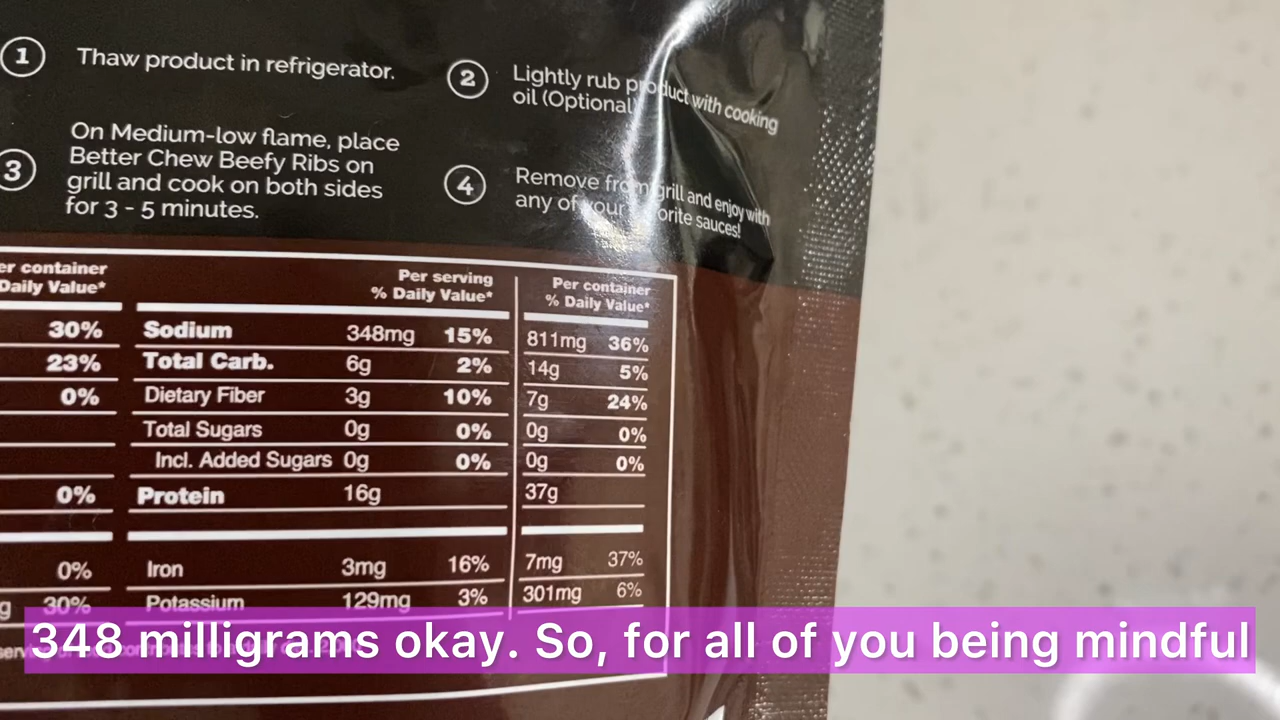 1 Thaw product in refrigerator.
2 Lightly rub product with cooking
oil (Optional)
3 On Medium-low flame, place
Better Chew Beefy Ribs on
grill and cook on both sides
for 3 - 5 minutes.
4 Remove from grill and enjoy with
any of your favorite sauces!
er container
Daily Value*
30%
23%
0%
0%
0%
g 30%
Per serving
% Daily Value*
Per container
% Daily Value*
Sodium 348mg 15% 811mg 36%
Total Carb. 6g 2% 14g 5%
Dietary Fiber 3g 10% 7g 24%
Total Sugars 0g 0% 0g 0%
Incl. Added Sugars 0g 0% 0g 0%
Protein 16g 37g
Iron 3mg 16% 7mg 37%
Potassium 129mg 3% 301mg 6%
348 milligrams okay. So, for all of you being mindful